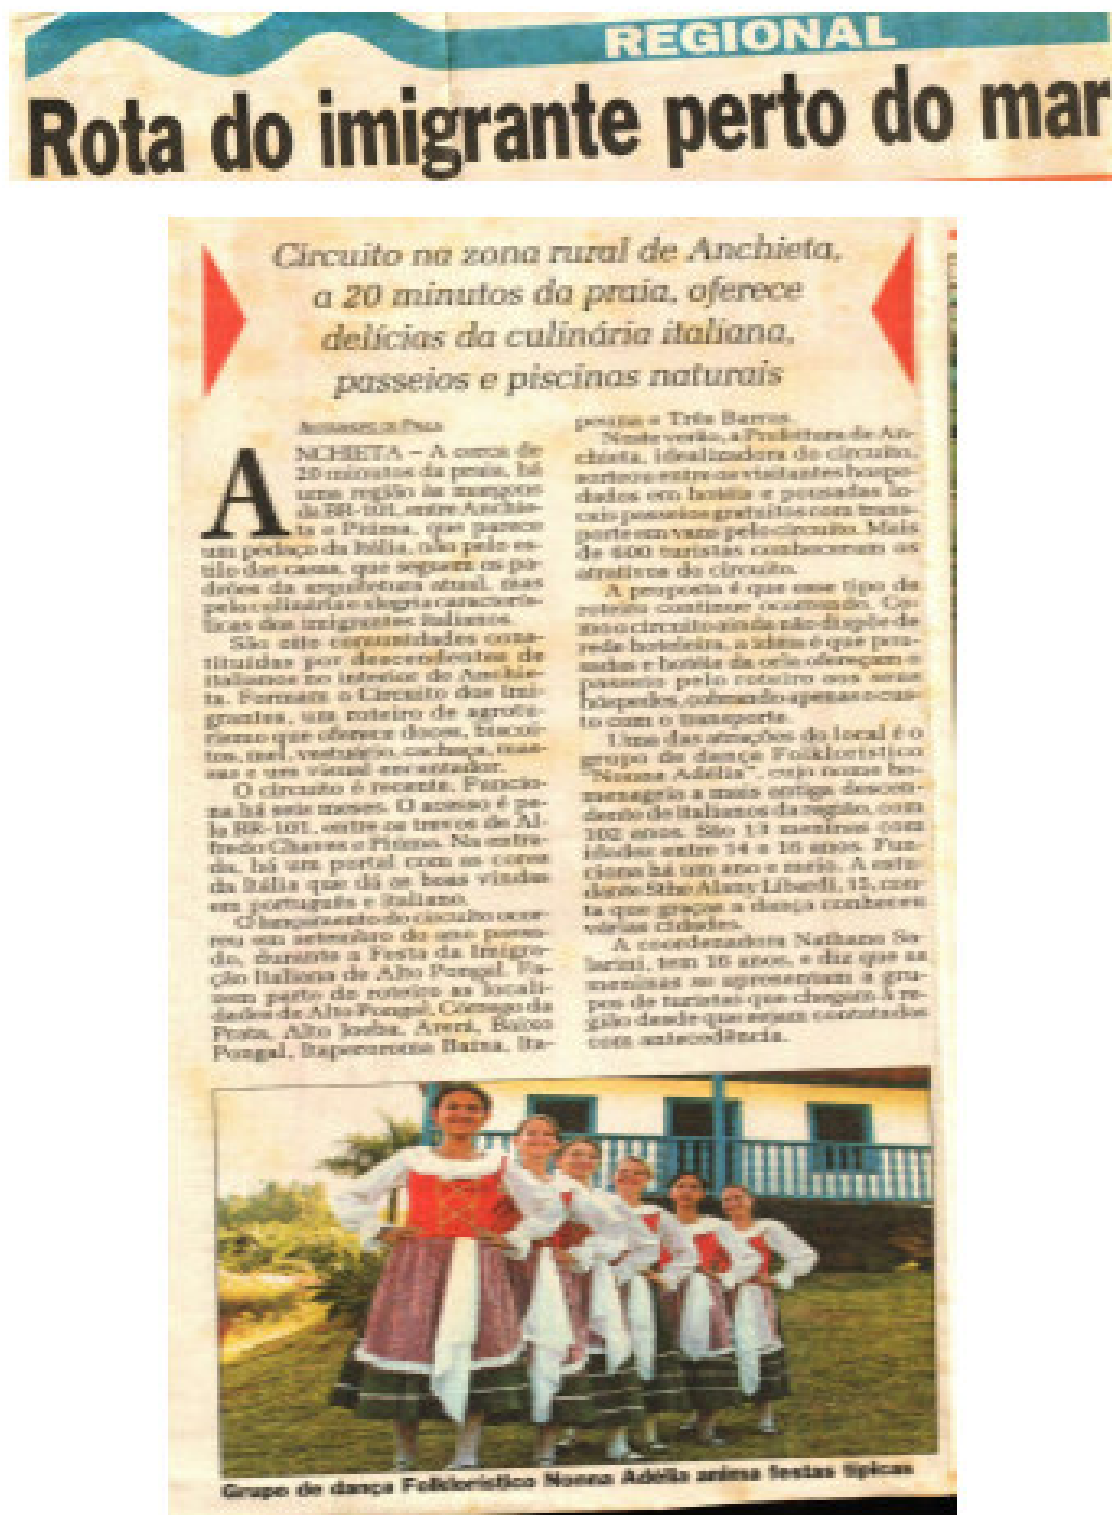 REGIONAL
Rota do imigrante perto do mar
Circuito na zona rural de Anchieta,
a 20 minutos da praia, oferece
delícias da culinária italiana,
passeios e piscinas naturais
ANCHIETA – A cerca de
20 minutos da praia, há
uma região às margens
da BR-101, entre Anchie-
ta e Piúma, que parece
um pedaço da Itália, não pelo es-
tilo das casas, que seguem os pa-
drões da arquitetura atual, mas
pela culinária e alegria caracterís-
ticas dos imigrantes italianos.
São oito comunidades cons-
tituídas por descendentes de
italianos no interior de Anchie-
ta. Formam o Circuito dos Imi-
grantes, um roteiro de agrotu-
rismo que oferece doces, biscoi-
tos, mel, vestuário, cachaça, mas-
sas e um visual encantador.
O circuito é recente. Funcio-
na há seis meses. O acesso é pe-
la BR-101, entre os trevos de Al-
fredo Chaves e Piúma. Na entra-
da, há um portal com as cores
da Itália que dá as boas vindas
em português e italiano.
O lançamento do circuito ocor-
reu em setembro do ano passa-
do, durante a Festa da Imigra-
ção Italiana de Alto Pongal. Fa-
zem parte do roteiro as locali-
dades de Alto Pongal, Córrego da
Prata, Alto Joeba, Baixo
Pongal, Baixa, Ita-
peuna e Três Barras.
Neste verão, a Prefeitura de An-
chieta, idealizadora do circuito,
sorteou entre os visitantes hospe-
dados em hotéis e pousadas lo-
cais passeios gratuitos com trans-
porte em vans pelo circuito. Mais
de 600 turistas conheceram os
atrativos do circuito.
A proposta é que esse tipo de
roteiro continue ocorrendo. Co-
mo o circuito ainda não dispõe de
rede hoteleira, a ideia é que pou-
sadas e hotéis da orla ofereçam o
passeio pelo roteiro aos seus
hóspedes, cobrando apenas o cus-
to com o transporte.
Uma das atrações do local é o
grupo de dança Folkloristico
"Nonna Adélia", cujo nome ho-
menageia a mais antiga descen-
dente de italianos da região, com
102 anos. São 13 meninas com
idades entre 14 e 16 anos. Fun-
ciona há um ano e meio. A estu-
dante Libardi, 15, con-
ta que graças a dança conheceu
várias cidades.
A coordenadora Nathane Sa-
larini, tem 16 anos, e diz que as
meninas se apresentam a gru-
pos de turistas que chegam à re-
gião desde que sejam contatadas
com antecedência.
Grupo de dança Folkloristico Nonna Adélia anima festas típicas